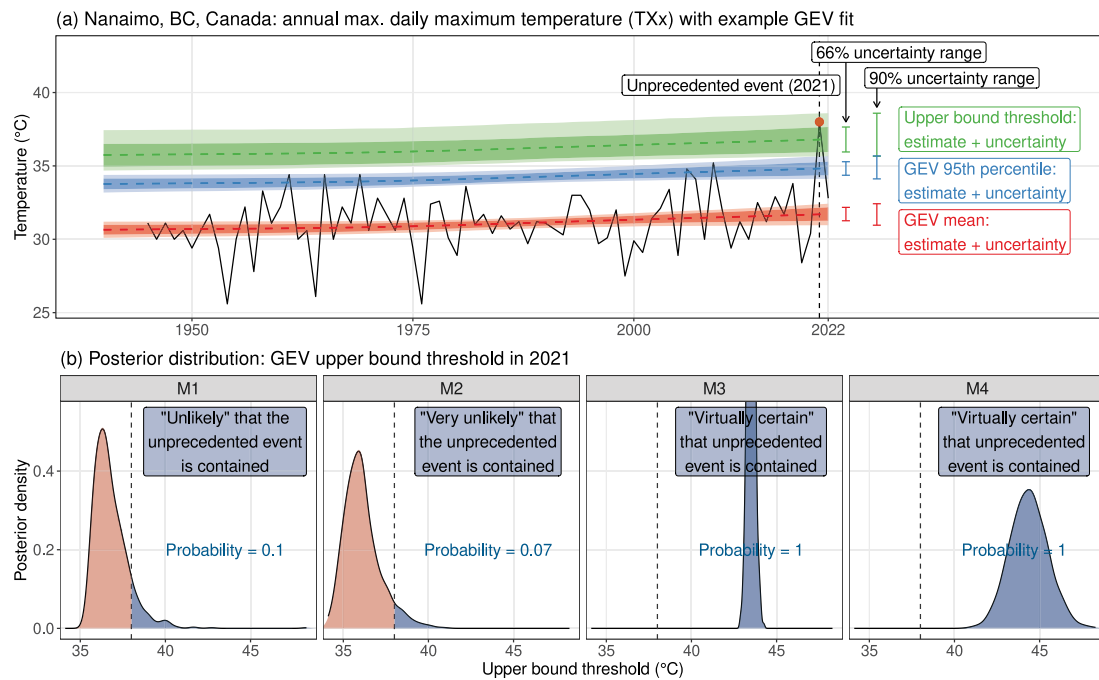 (a) Nanaimo, BC, Canada: annual max. daily maximum temperature (TXx) with example GEV fit
66% uncertainty range
Unprecedented event (2021)
90% uncertainty range
Upper bound threshold:
estimate + uncertainty
GEV 95th percentile:
estimate + uncertainty
GEV mean:
estimate + uncertainty
Temperature (°C)
40
35
30
25
1950
1975
2000
2022
(b) Posterior distribution: GEV upper bound threshold in 2021
M1
M2
M3
M4
"Unlikely" that the
unprecedented event
is contained
"Very unlikely" that
the unprecedented
event is contained
"Virtually certain"
that unprecedented
event is contained
"Virtually certain"
that unprecedented
event is contained
Probability = 0.1
Probability = 0.07
Probability = 1
Probability = 1
Posterior density
0.4
0.2
0.0
35
40
45
35
40
45
35
40
45
35
40
45
Upper bound threshold (°C)